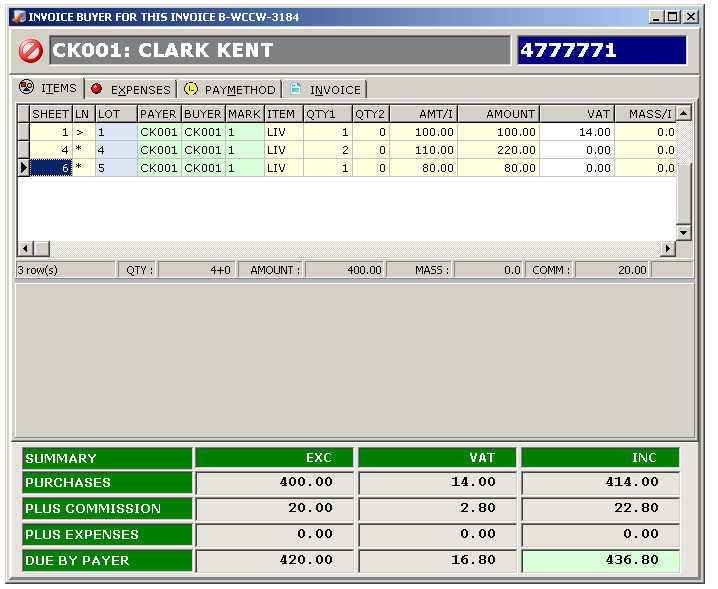 INVOICE BUYER FOR THIS INVOICE B-WCCW-3184
CK001: CLARK KENT 4777771
ITEMS EXPENSES PAYMETHOD INVOICE
SHEET LN LOT PAYER BUYER MARK ITEM QTY1 QTY2 AMT/I AMOUNT VAT MASS/I
1 > 1 CK001 CK001 1 LIV 1 0 100.00 100.00 14.00 0.0
4 * 4 CK001 CK001 1 LIV 2 0 110.00 220.00 0.00 0.0
6 * 5 CK001 CK001 1 LIV 1 0 80.00 80.00 0.00 0.0
3 row(s) QTY : 4+0 AMOUNT : 400.00 MASS : 0.0 COMM : 20.00
SUMMARY EXC VAT INC
PURCHASES 400.00 14.00 414.00
PLUS COMMISSION 20.00 2.80 22.80
PLUS EXPENSES 0.00 0.00 0.00
DUE BY PAYER 420.00 16.80 436.80